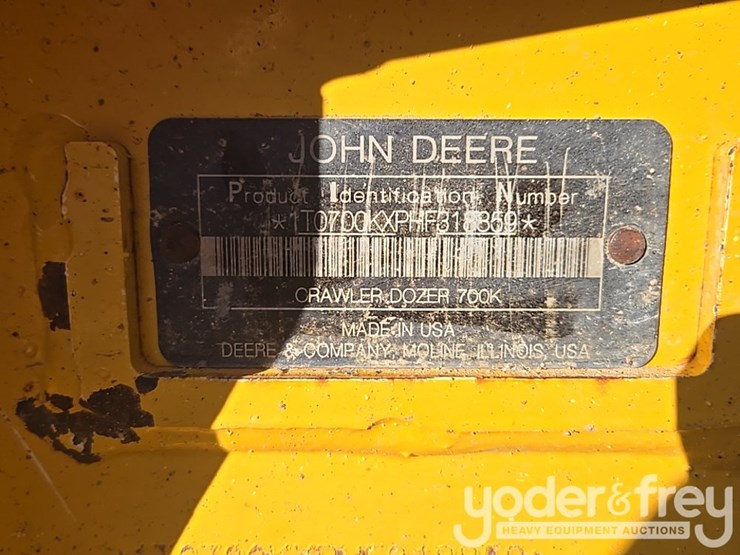 JOHN DEERE
Product Identification Number
*1T0700KXPHF318359*
CRAWLER DOZER 700K
MADE IN USA
DEERE & COMPANY, MOLINE, ILLINOIS, USA
yoder&frey
HEAVY EQUIPMENT AUCTIONS